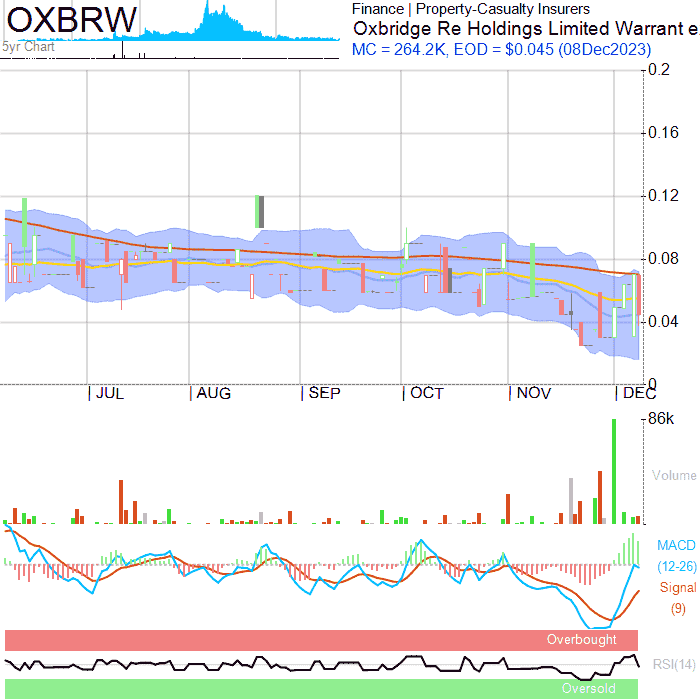 OXBRW
5yr Chart
Finance | Property-Casualty Insurers
Oxbridge Re Holdings Limited Warrant e
MC = 264.2K, EOD = $0.045 (08Dec2023)
0.2
0.16
0.12
0.08
0.04
0
JUL AUG SEP OCT NOV DEC
86k
Volume
MACD
(12-26)
Signal
(9)
Overbought
RSI(14)
Oversold